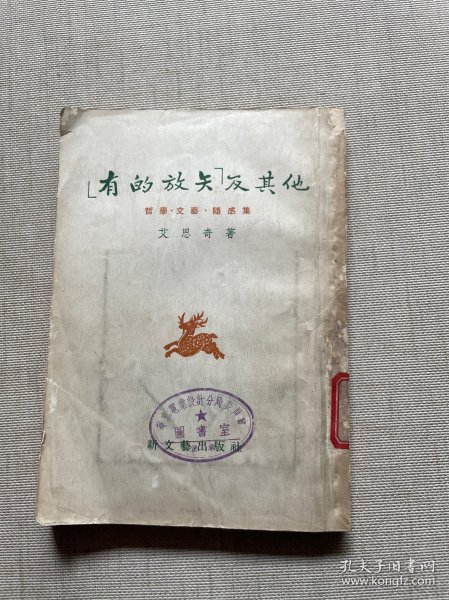 「有的放矢」及其他
哲學·文藝·隨感集
艾思奇著
圖書室
新文藝出版社
孔夫子旧书网
www.kongfz.com